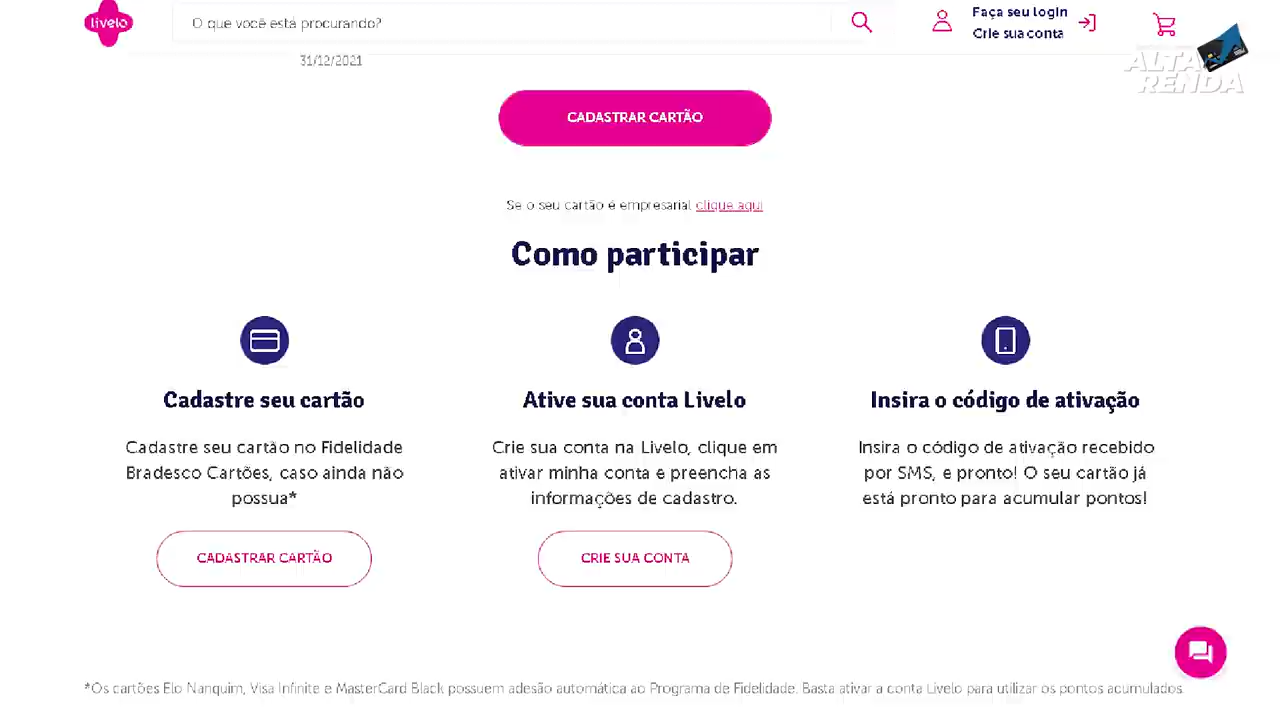 livelo
O que você está procurando?
Faça seu login
Crie sua conta
ALTA
RENDA
31/12/2021
CADASTRAR CARTÃO
Se o seu cartão é empresarial clique aqui
Como participar
Cadastre seu cartão
Cadastre seu cartão no Fidelidade
Bradesco Cartões, caso ainda não
possua*
CADASTRAR CARTÃO
Ative sua conta Livelo
Crie sua conta na Livelo, clique em
ativar minha conta e preencha as
informações de cadastro.
CRIE SUA CONTA
Insira o código de ativação
Insira o código de ativação recebido
por SMS, e pronto! O seu cartão já
está pronto para acumular pontos!
*Os cartões Elo Nanquim, Visa Infinite e MasterCard Black possuem adesão automática ao Programa de Fidelidade. Basta ativar a conta Livelo para utilizar os pontos acumulados.